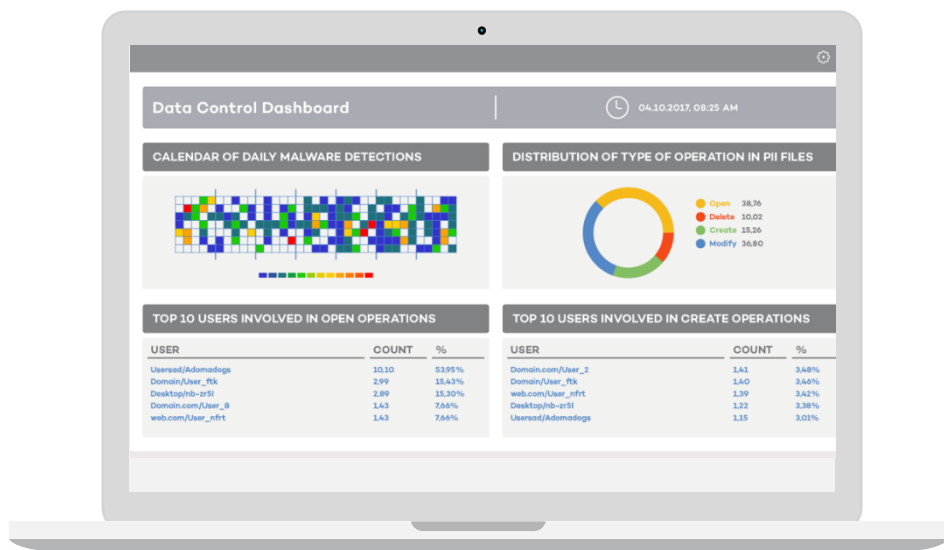 Data Control Dashboard
04.10.2017, 08:25 AM
CALENDAR OF DAILY MALWARE DETECTIONS
DISTRIBUTION OF TYPE OF OPERATION IN PII FILES
Open 38,76
Delete 10,02
Create 15,26
Modify 36,80
TOP 10 USERS INVOLVED IN OPEN OPERATIONS
USER COUNT %
Usersad/Adomadogs 10,10 53,95%
Domain/User_ftk 2,99 15,43%
Desktop/nb-zr5l 2,89 15,30%
Domain.com/User_8 1,43 7,66%
web.com/User_nfrt 1,43 7,66%
TOP 10 USERS INVOLVED IN CREATE OPERATIONS
USER COUNT %
Domain.com/User_2 1,41 3,48%
Domain/User_ftk 1,40 3,46%
web.com/User_nfrt 1,39 3,42%
Desktop/nb-zr5l 1,22 3,38%
Usersad/Adomadogs 1,15 3,01%